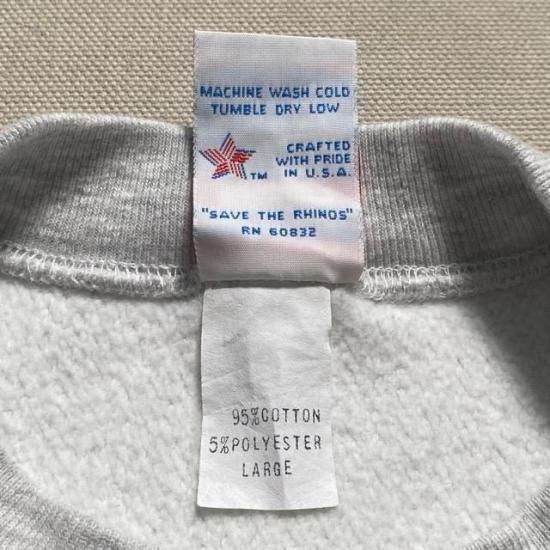 MACHINE WASH COLD
TUMBLE DRY LOW
CRAFTED
WITH PRIDE
TM IN U.S.A.
"SAVE THE RHINOS"
RN 60832
95%COTTON
5%POLYESTER
LARGE